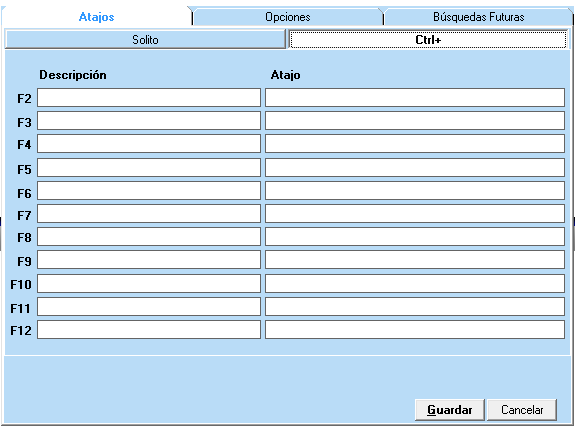 Atajos Opciones Búsquedas Futuras
Solito Ctrl+
Descripción Atajo
F2
F3
F4
F5
F6
F7
F8
F9
F10
F11
F12
Guardar Cancelar